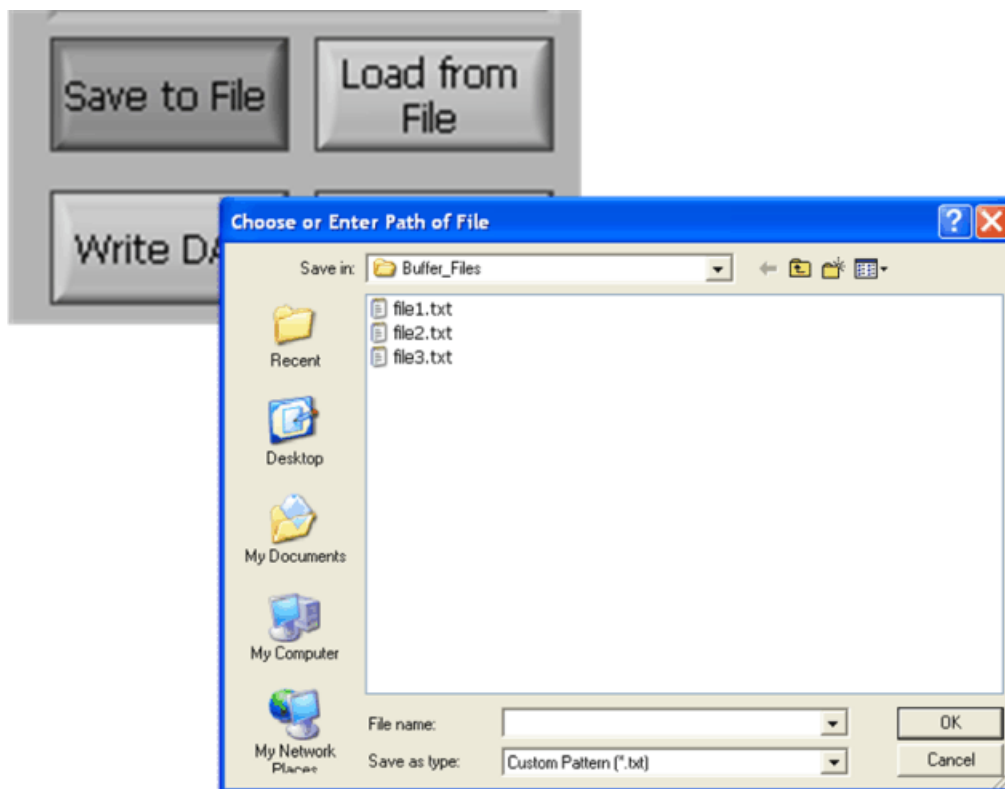 Save to File
Load from
File
Write DA
Choose or Enter Path of File
Save in:
Buffer_Files
file1.txt
file2.txt
file3.txt
Recent
Desktop
My Documents
My Computer
My Network
Places
File name:
OK
Save as type:
Custom Pattern (*.txt)
Cancel